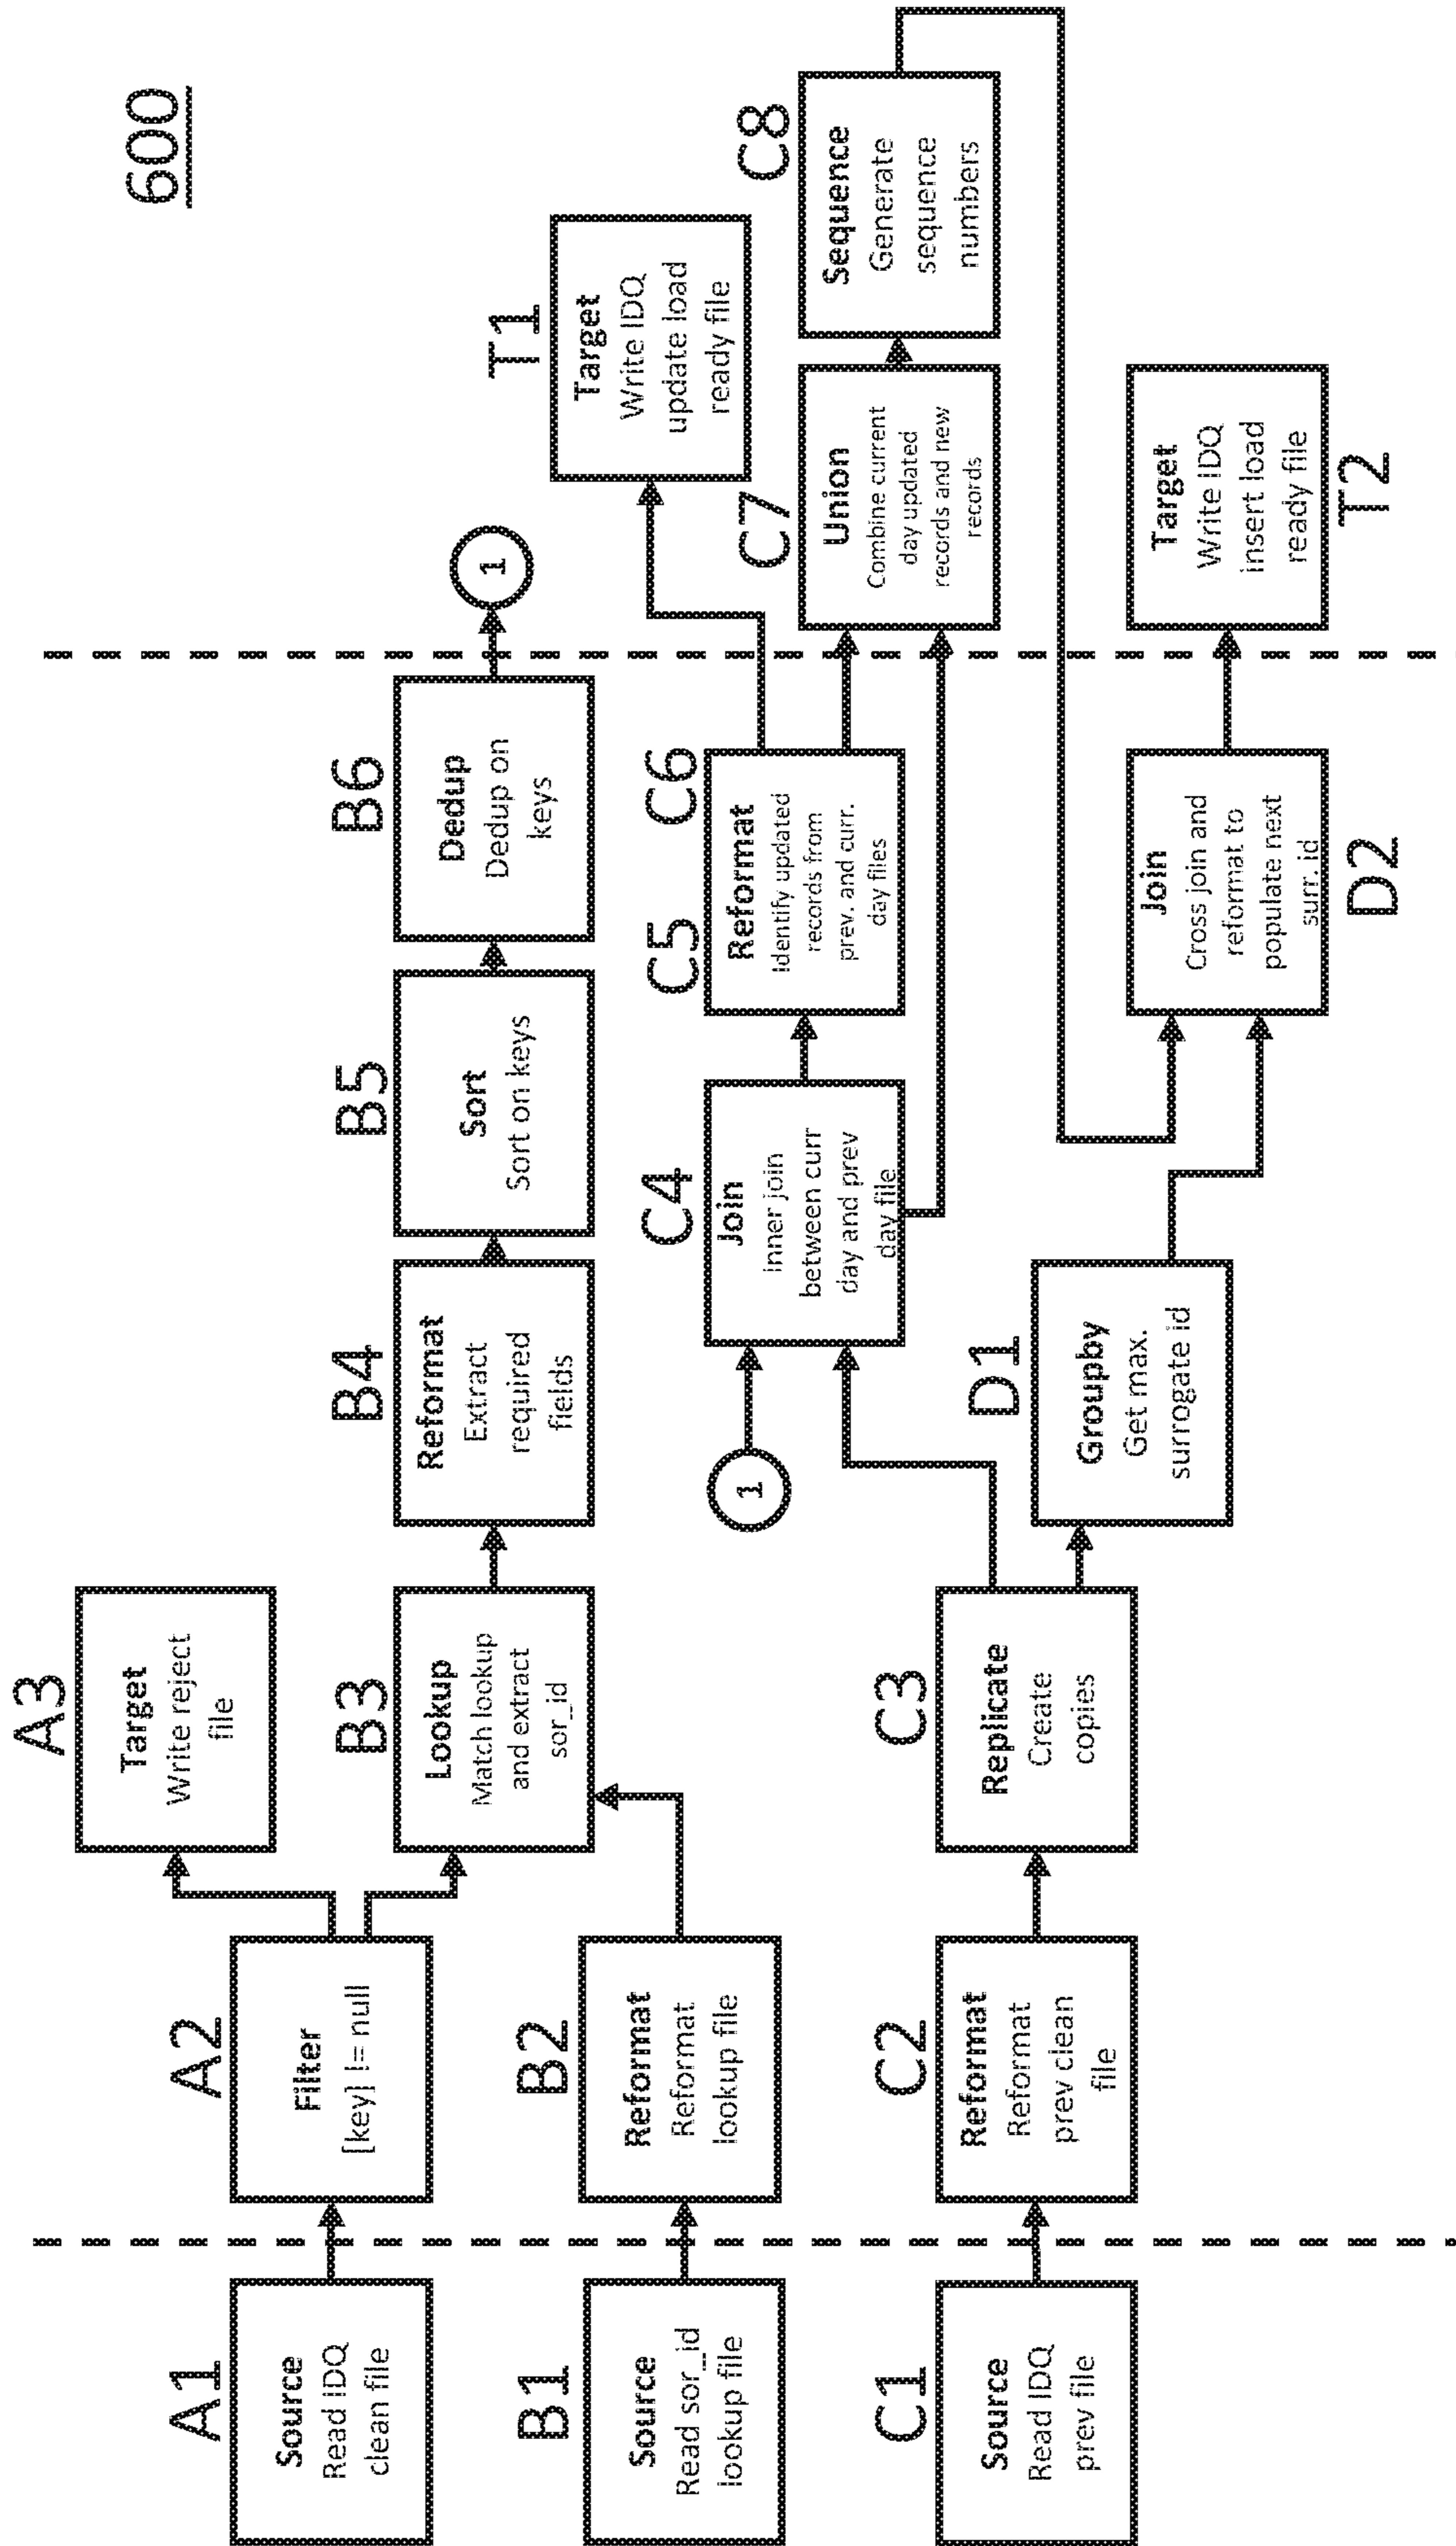 600
A1
Source
Read IDQ
clean file
A2
Filter
[key] != null
A3
Target
Write reject
file
B1
Source
Read sor_id
lookup file
B2
Reformat
Reformat
lookup file
B3
Lookup
Match lookup
and extract
sor_id
B4
Reformat
Extract
required
fields
B5
Sort
Sort on keys
B6
Dedup
Dedup on
keys
1
C1
Source
Read IDQ
prev file
C2
Reformat
Reformat
prev clean
file
C3
Replicate
Create
copies
1
C4
Join
inner join
between curr
day and prev
day file
C5 C6
Reformat
Identify updated
records from
prev. and curr.
day files
T1
Target
Write IDQ
update load
ready file
C7
Union
Combine current
day updated
records and new
records
C8
Sequence
Generate
sequence
numbers
D1
Groupby
Get max.
surrogate id
Join
Cross join and
reformat to
populate next
surr. id
D2
Target
Write IDQ
insert load
ready file
T2